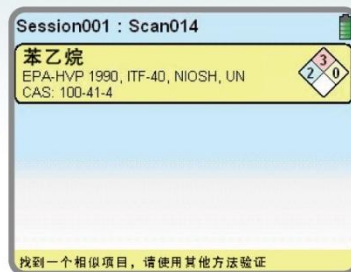 Session001 : Scan014
苯乙烷
EPA-HVP 1990, ITF-40, NIOSH, UN
CAS: 100-41-4
3
2 0
找到一个相似项目，请使用其他方法验证